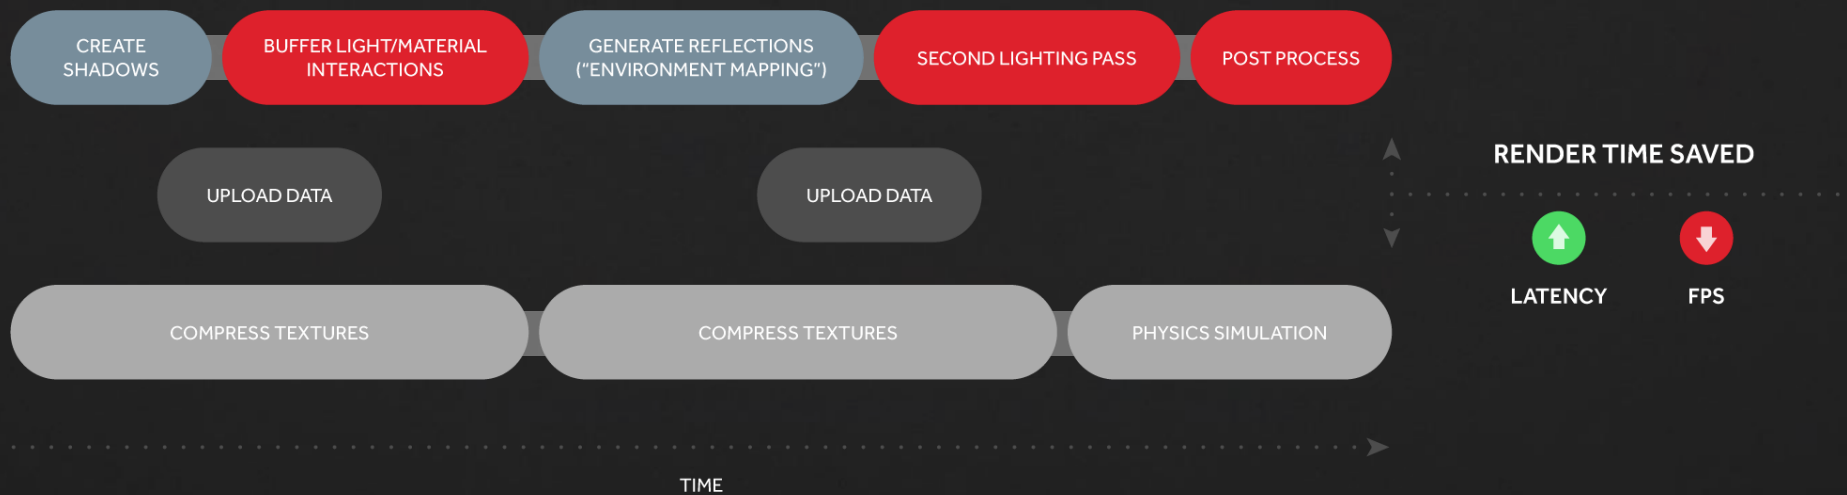 CREATE
SHADOWS
BUFFER LIGHT/MATERIAL
INTERACTIONS
GENERATE REFLECTIONS
("ENVIRONMENT MAPPING")
SECOND LIGHTING PASS
POST PROCESS
UPLOAD DATA
UPLOAD DATA
RENDER TIME SAVED
LATENCY
FPS
COMPRESS TEXTURES
COMPRESS TEXTURES
PHYSICS SIMULATION
TIME